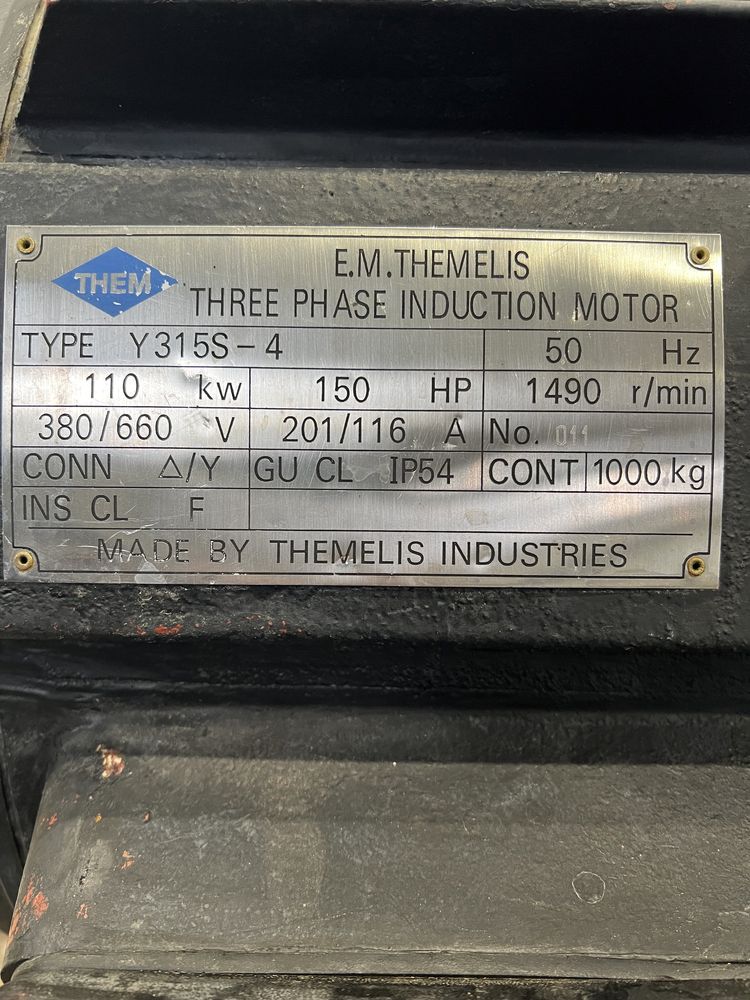 THEM
E.M.THEMELIS
THREE PHASE INDUCTION MOTOR
TYPE Y315S-4 50 Hz
110 kw 150 HP 1490 r/min
380/660 V 201/116 A No. 011
CONN △/Y GU CL IP54 CONT 1000 kg
INS CL F
MADE BY THEMELIS INDUSTRIES